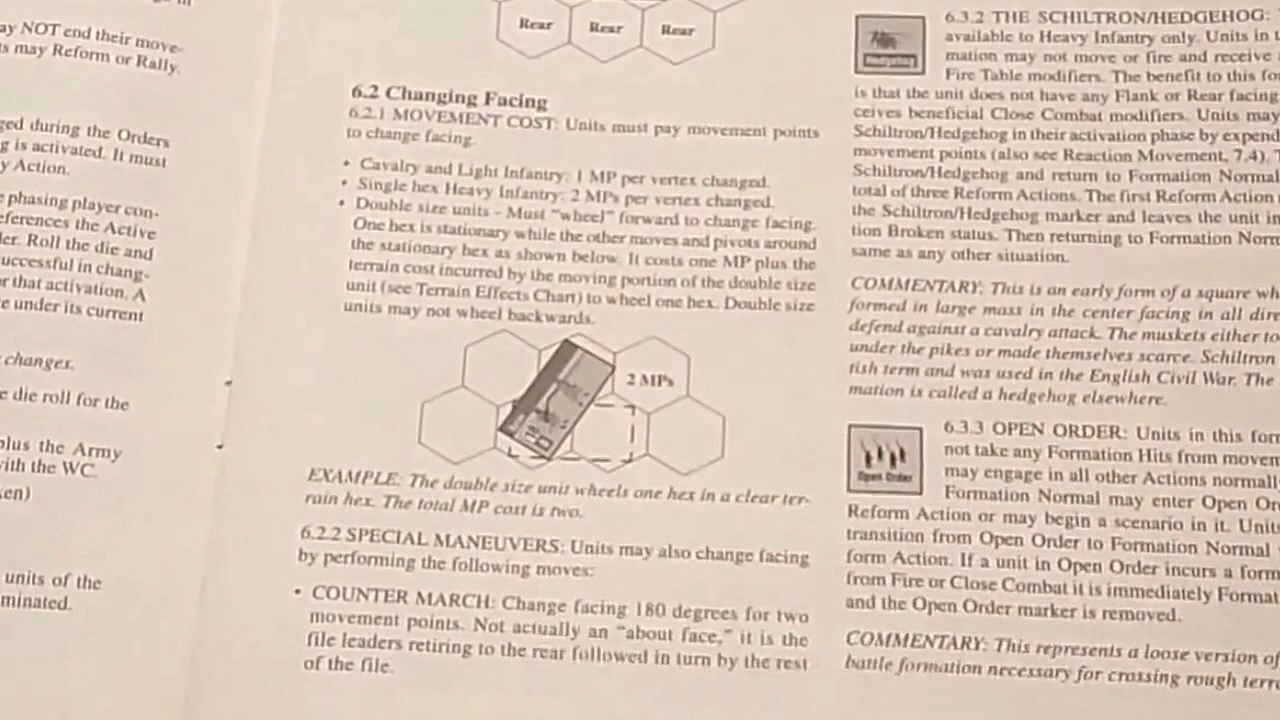 ay NOT end their move-
ts may Reform or Rally.
ged during the Orders
g is activated. It must
y Action.
e phasing player con-
eferences the Active
der. Roll the die and
uccessful in chang-
or that activation. A
e under its current
changes.
e die roll for the
plus the Army
with the WC.
ken)
units of the
minated.
Rear Rear Rear
6.2 Changing Facing
6.2.1 MOVEMENT COST: Units must pay movement points
to change facing.
• Cavalry and Light Infantry: 1 MP per vertex changed.
• Single hex Heavy Infantry: 2 MPs per vertex changed.
• Double size units - Must "wheel" forward to change facing.
One hex is stationary while the other moves and pivots around
the stationary hex as shown below. It costs one MP plus the
terrain cost incurred by the moving portion of the double size
unit (see Terrain Effects Chart) to wheel one hex. Double size
units may not wheel backwards.
2 MPs
EXAMPLE: The double size unit wheels one hex in a clear ter-
rain hex. The total MP cost is two.
6.2.2 SPECIAL MANEUVERS: Units may also change facing
by performing the following moves:
• COUNTER MARCH: Change facing 180 degrees for two
movement points. Not actually an "about face," it is the
file leaders retiring to the rear followed in turn by the rest
of the file.
Hedgehog
6.3.2 THE SCHILTRON/HEDGEHOG:
available to Heavy Infantry only. Units in t
mation may not move or fire and receive
Fire Table modifiers. The benefit to this fo
is that the unit does not have any Flank or Rear facing
ceives beneficial Close Combat modifiers. Units may
Schiltron/Hedgehog in their activation phase by expend
movement points (also see Reaction Movement, 7.4). T
Schiltron/Hedgehog and return to Formation Normal
total of three Reform Actions. The first Reform Action
the Schiltron/Hedgehog marker and leaves the unit in
tion Broken status. Then returning to Formation Norm
same as any other situation.
COMMENTARY: This is an early form of a square wh
formed in large mass in the center facing in all dire
defend against a cavalry attack. The muskets either to
under the pikes or made themselves scarce. Schiltron
tish term and was used in the English Civil War. The
mation is called a hedgehog elsewhere.
Open Order
6.3.3 OPEN ORDER: Units in this for
not take any Formation Hits from movem
may engage in all other Actions normall
Formation Normal may enter Open Or
Reform Action or may begin a scenario in it. Unit
transition from Open Order to Formation Normal
form Action. If a unit in Open Order incurs a form
from Fire or Close Combat it is immediately Format
and the Open Order marker is removed.
COMMENTARY: This represents a loose version of
battle formation necessary for crossing rough terr